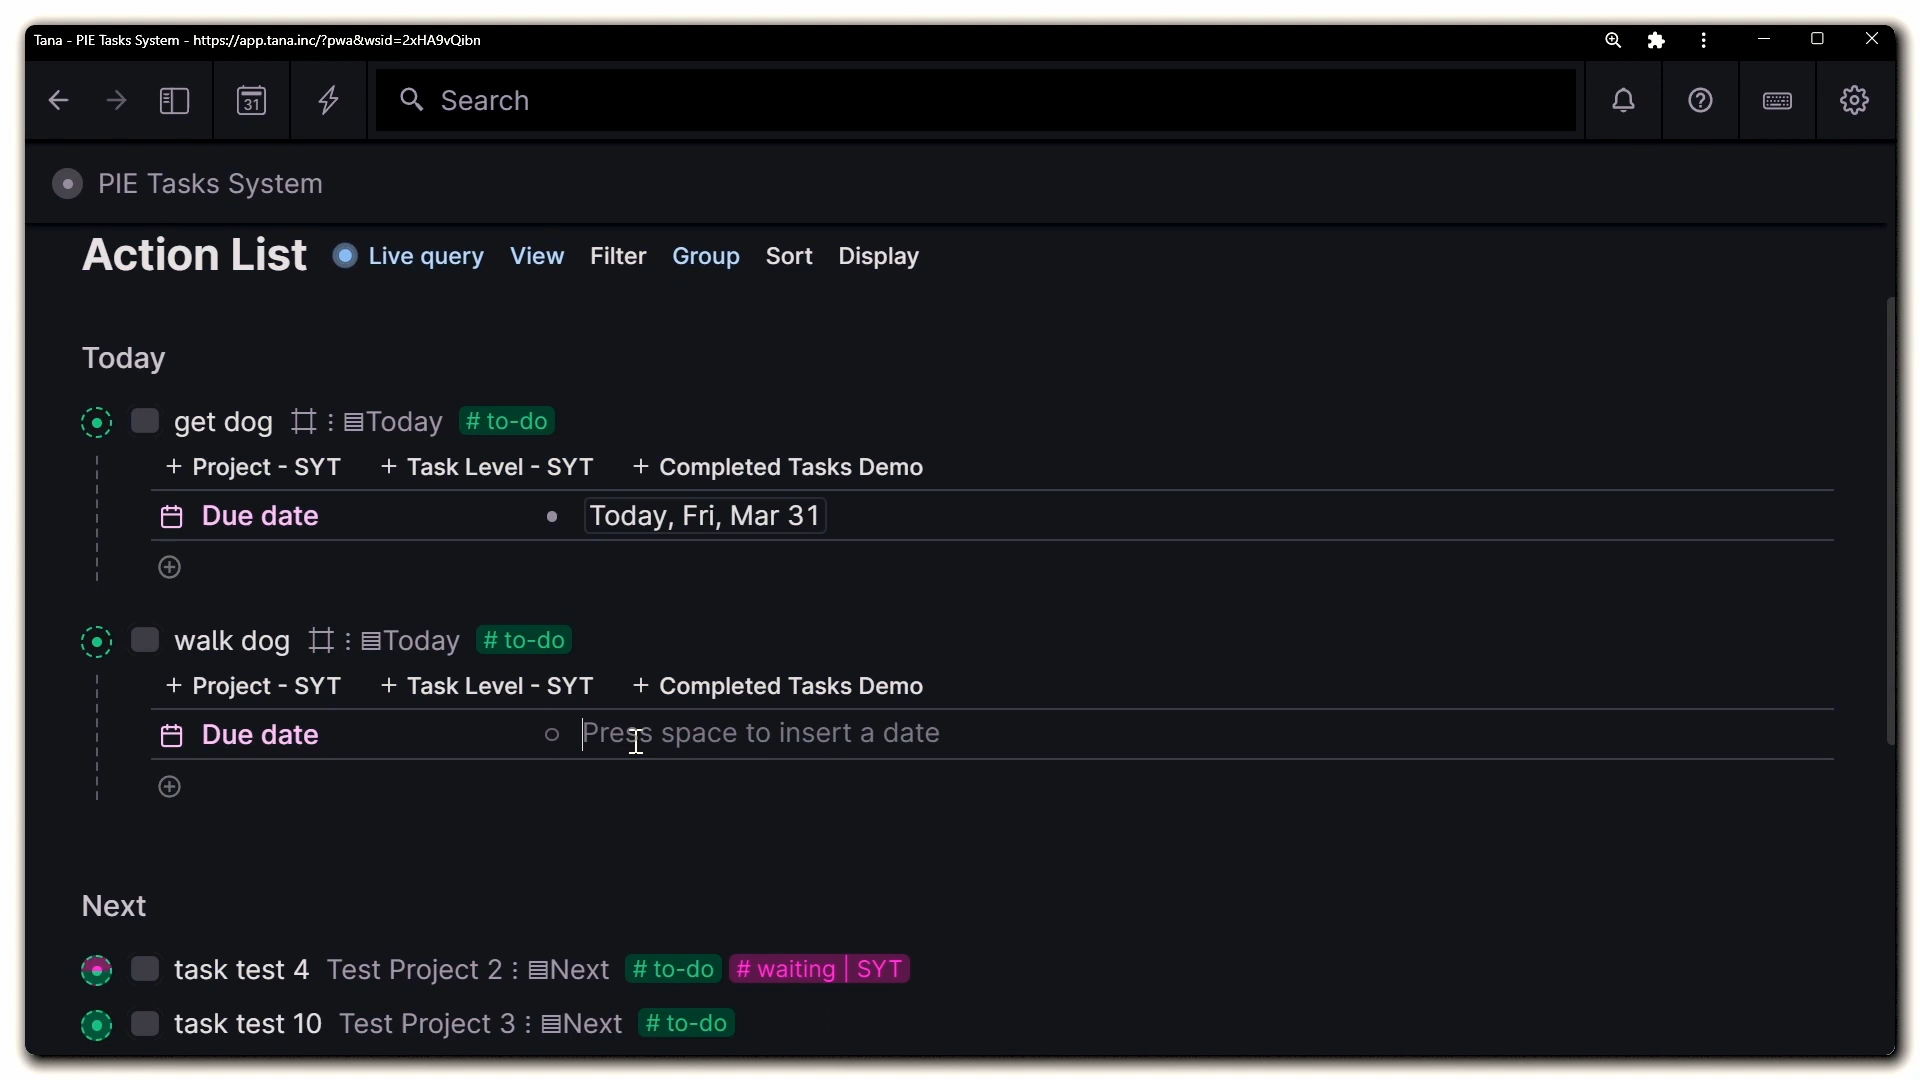 Tana - PIE Tasks System - https://app.tana.inc/?pwa&wsid=2xHA9vQibn
31
Search
PIE Tasks System
Action List Live query View Filter Group Sort Display
Today
get dog : Today # to-do
+ Project - SYT + Task Level - SYT + Completed Tasks Demo
Due date Today, Fri, Mar 31
walk dog : Today # to-do
+ Project - SYT + Task Level - SYT + Completed Tasks Demo
Due date Press space to insert a date
Next
task test 4 Test Project 2 : Next # to-do # waiting | SYT
task test 10 Test Project 3 : Next # to-do